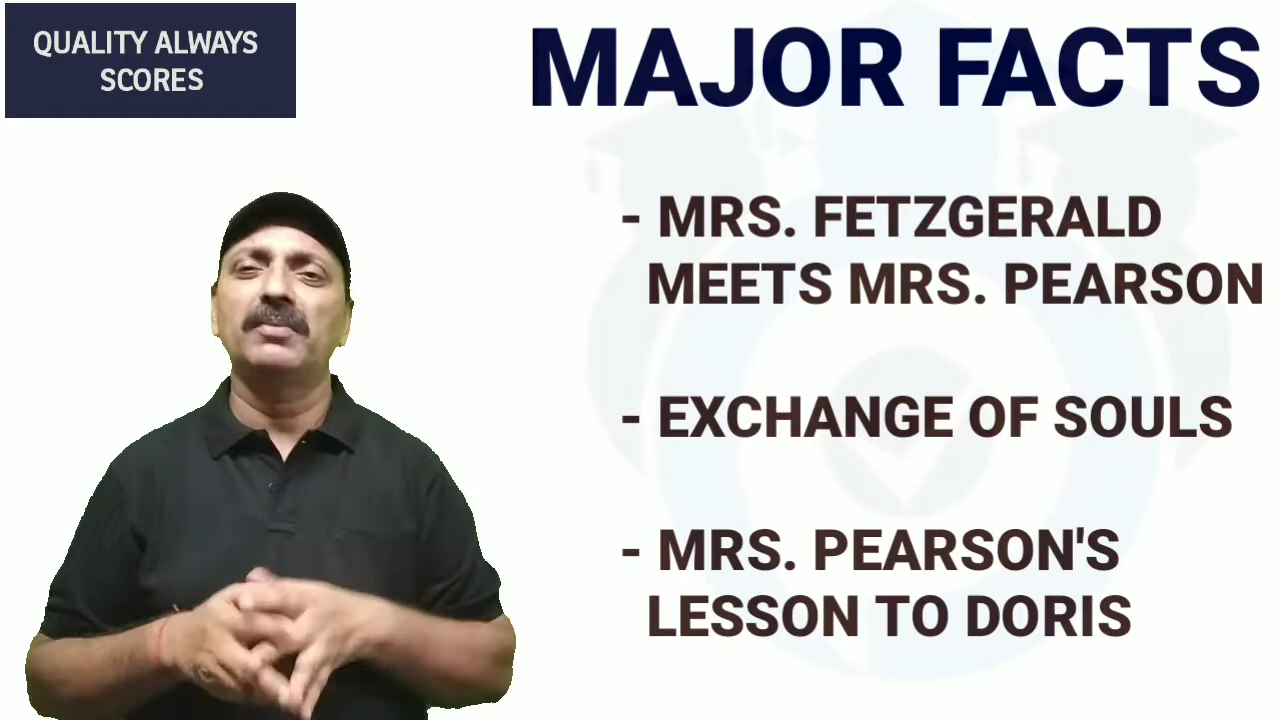 QUALITY ALWAYS
SCORES
MAJOR FACTS
- MRS. FETZGERALD
MEETS MRS. PEARSON
- EXCHANGE OF SOULS
- MRS. PEARSON'S
LESSON TO DORIS